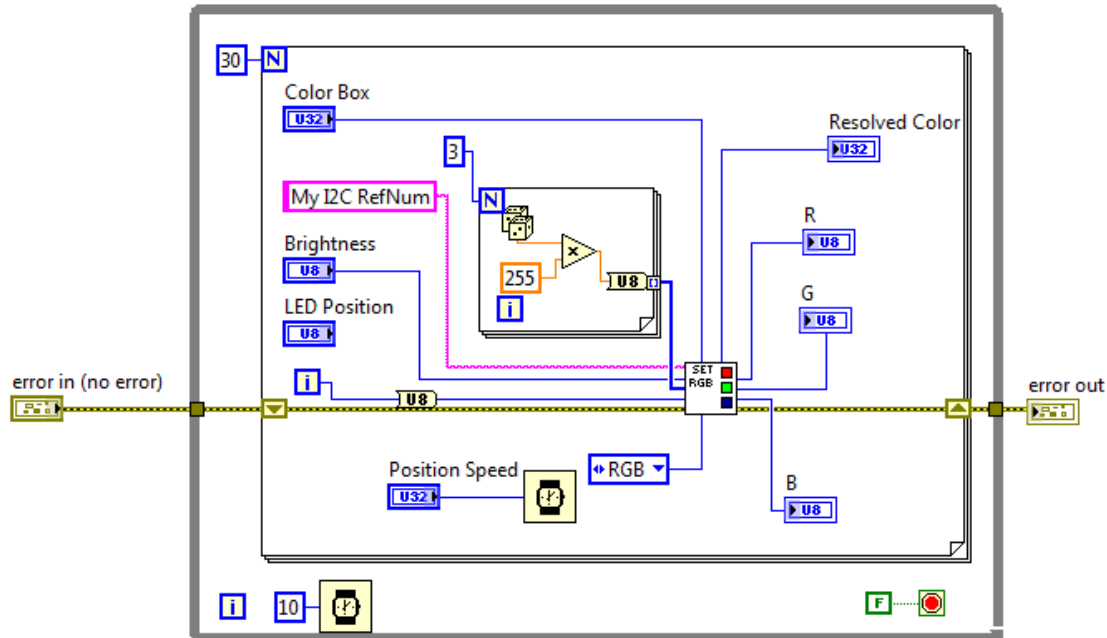 30
N
Color Box
U32
Resolved Color
U32
3
My I2C RefNum
N
R
U8
Brightness
U8
x
255
U8
i
G
U8
LED Position
U8
SET
RGB
error in (no error)
i
U8
error out
Position Speed
U32
RGB
B
U8
i
10
F